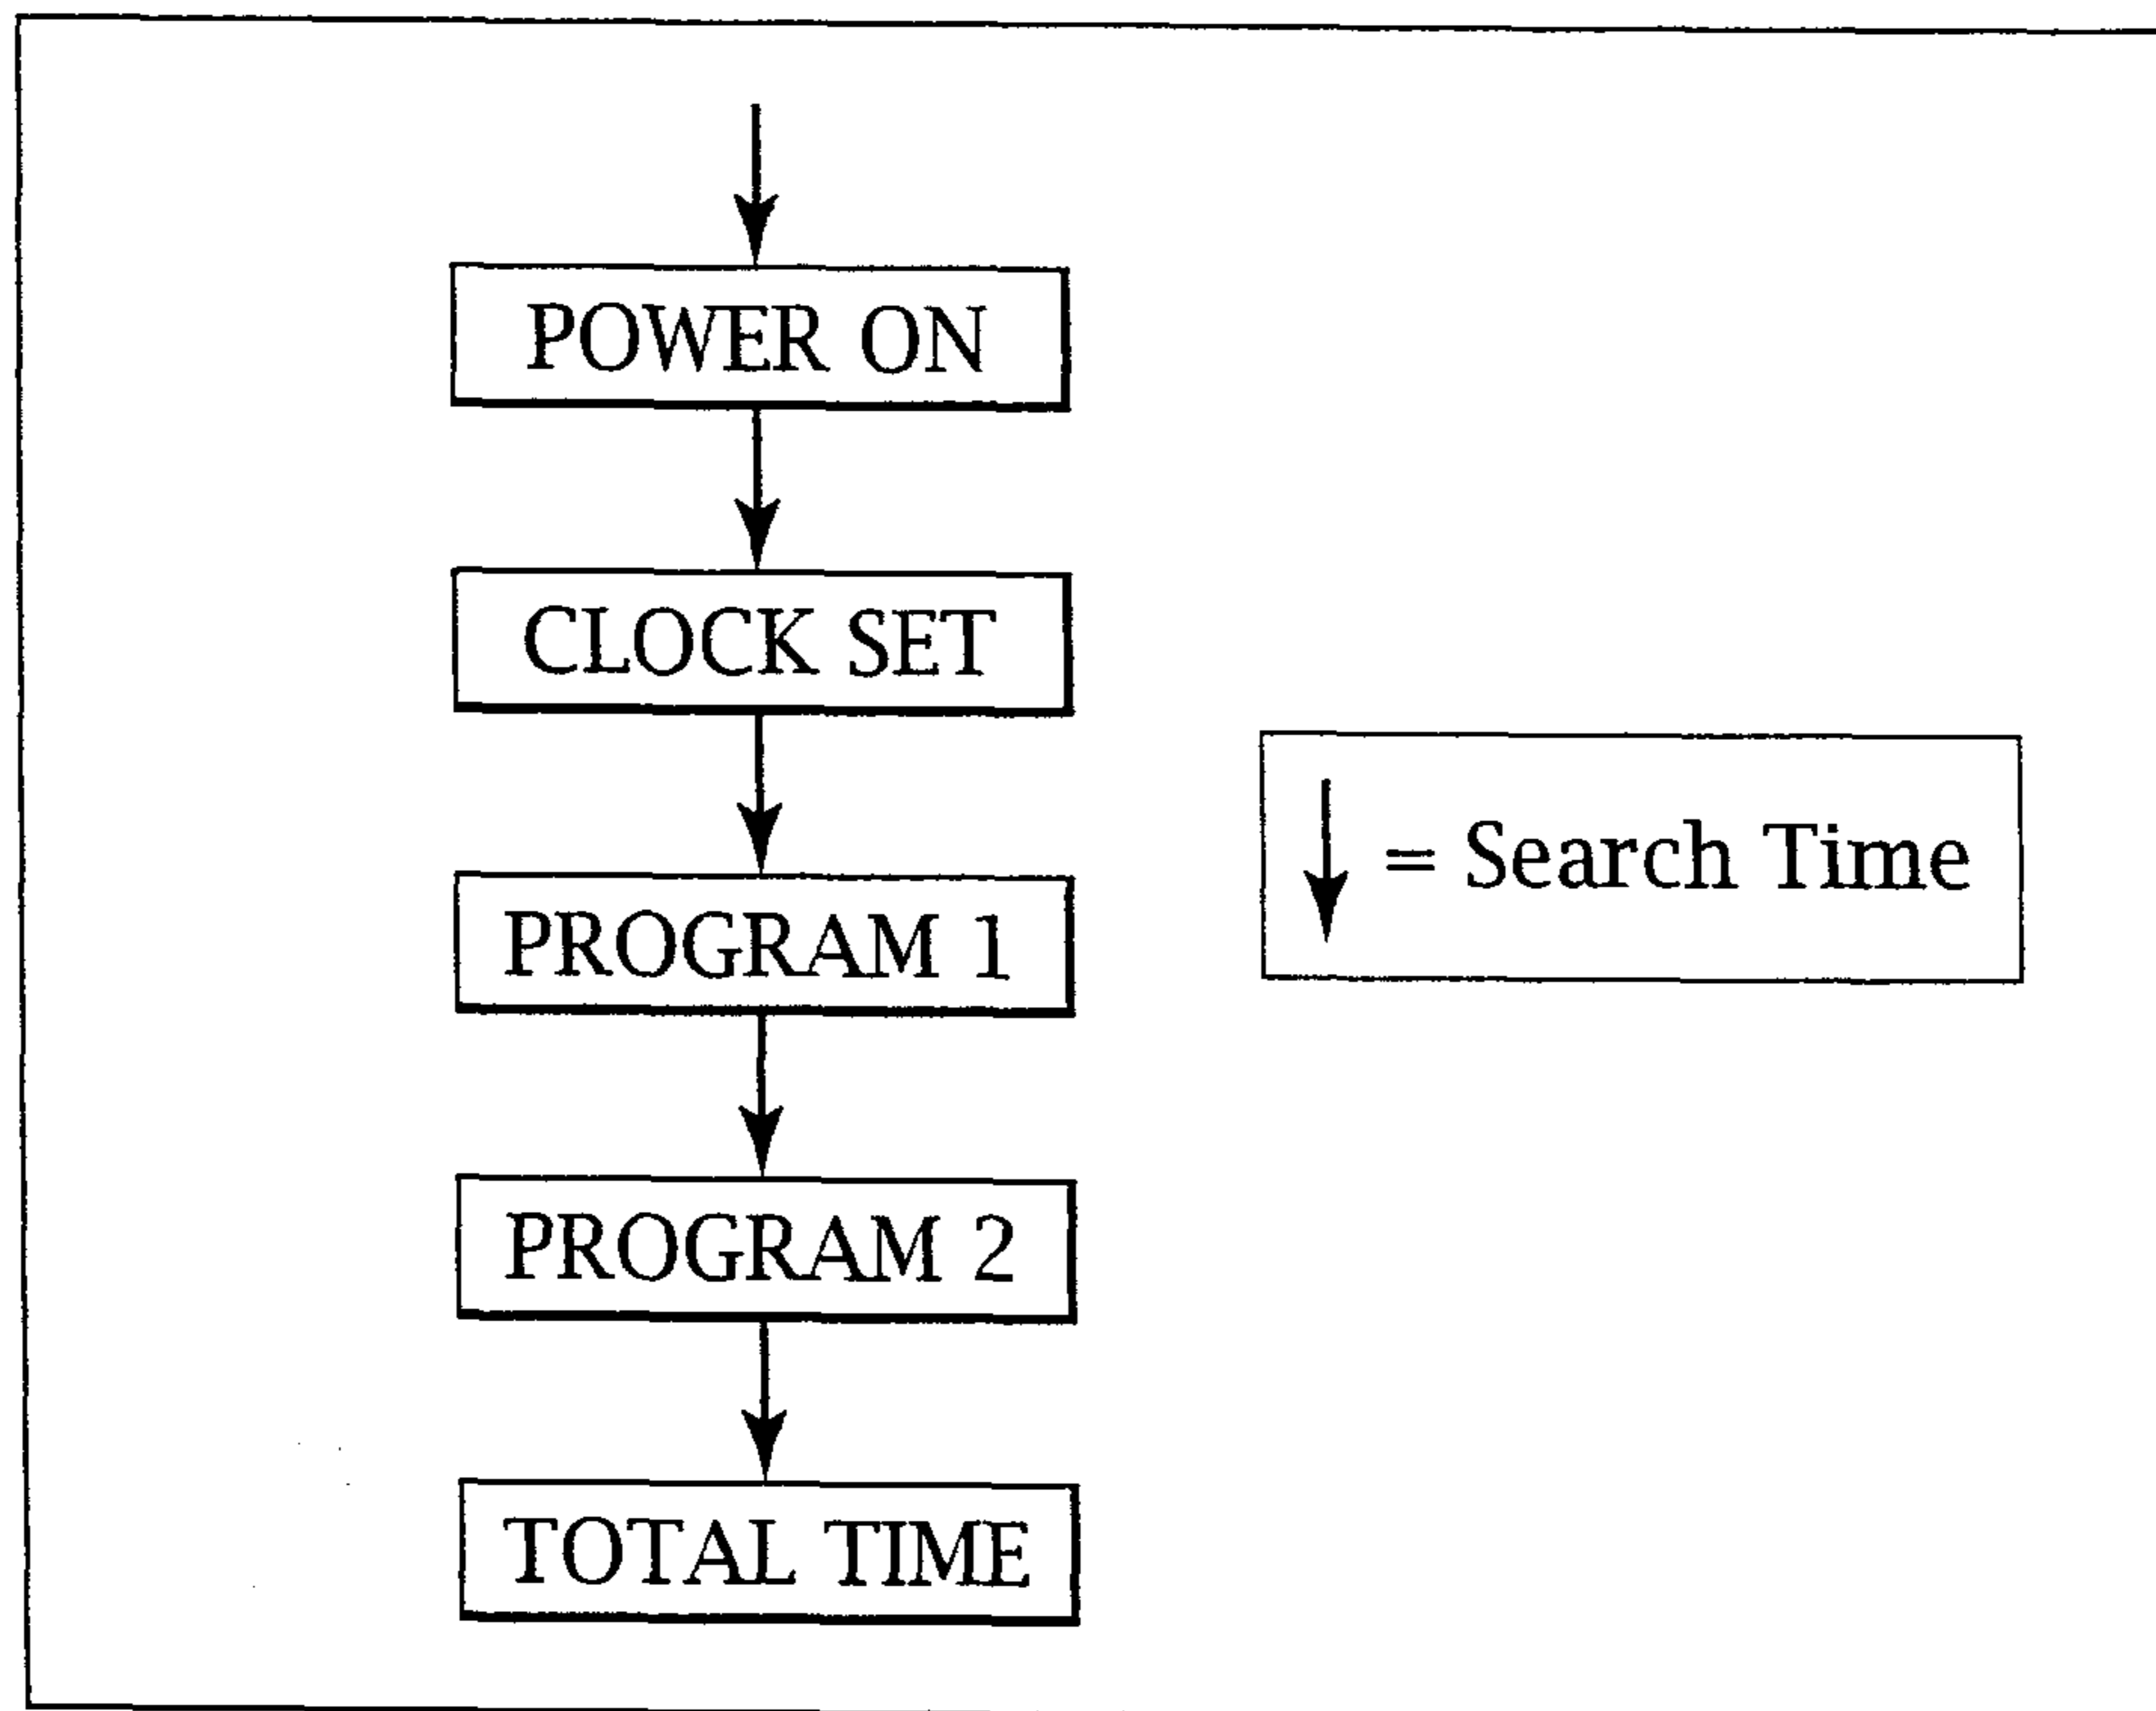 POWER ON
CLOCK SET
PROGRAM 1
= Search Time
PROGRAM 2
TOTAL TIME